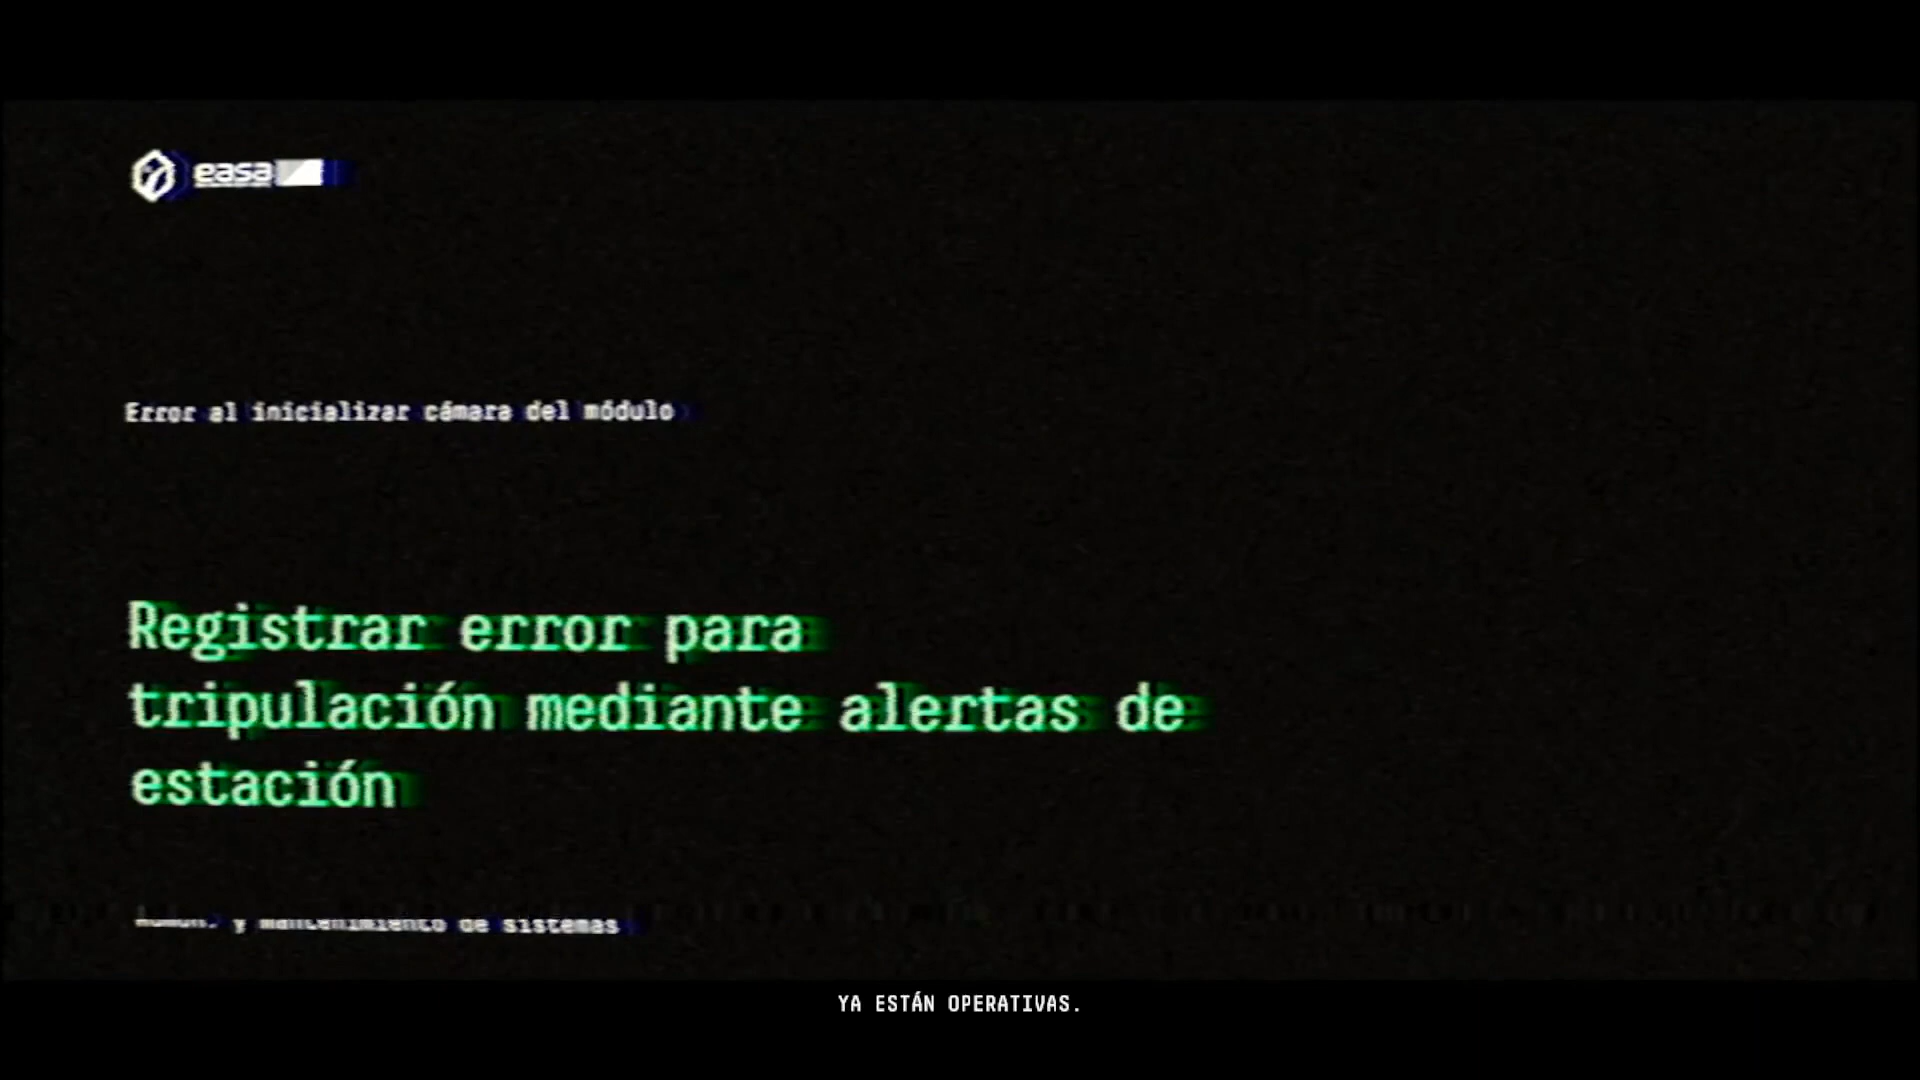 easa
Error al inicializar cámara del módulo
Registrar error para
tripulación mediante alertas de
estación
y mantenimiento de sistemas
YA ESTÁN OPERATIVAS.